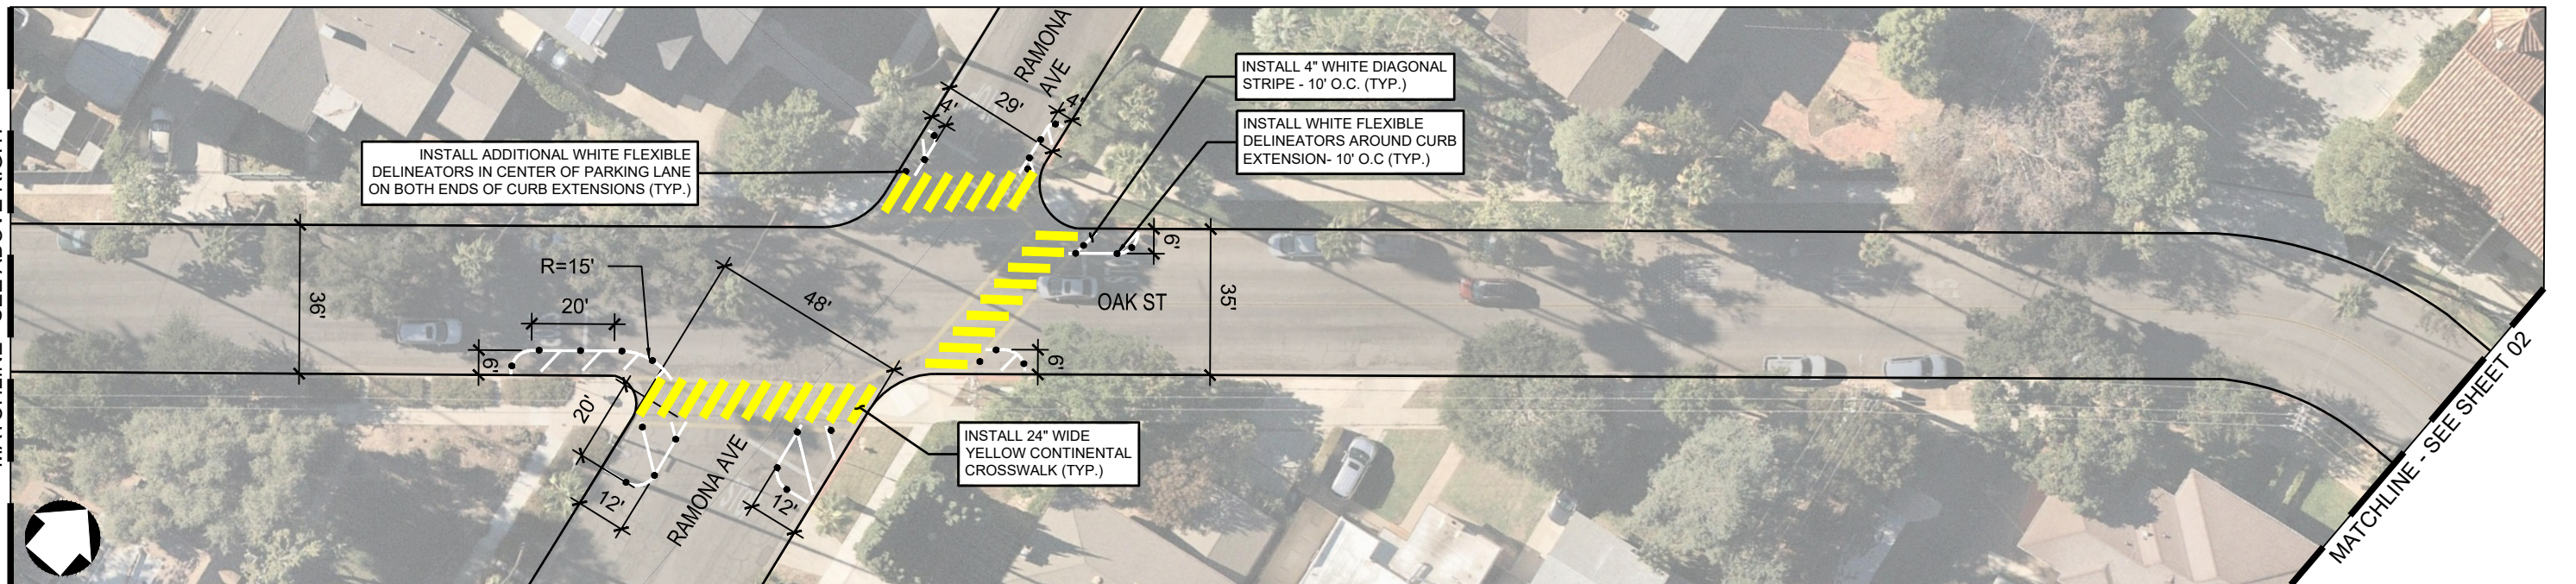 RAMONA
AVE
4'
29'
4'
INSTALL 4" WHITE DIAGONAL
STRIPE - 10' O.C. (TYP.)
INSTALL WHITE FLEXIBLE
DELINEATORS AROUND CURB
EXTENSION- 10' O.C (TYP.)
INSTALL ADDITIONAL WHITE FLEXIBLE
DELINEATORS IN CENTER OF PARKING LANE
ON BOTH ENDS OF CURB EXTENSIONS (TYP.)
6'
R=15'
20'
36'
48'
OAK ST
35'
6'
6'
20'
12'
RAMONA AVE
12'
INSTALL 24" WIDE
YELLOW CONTINENTAL
CROSSWALK (TYP.)
MATCHLINE - SEE SHEET 02